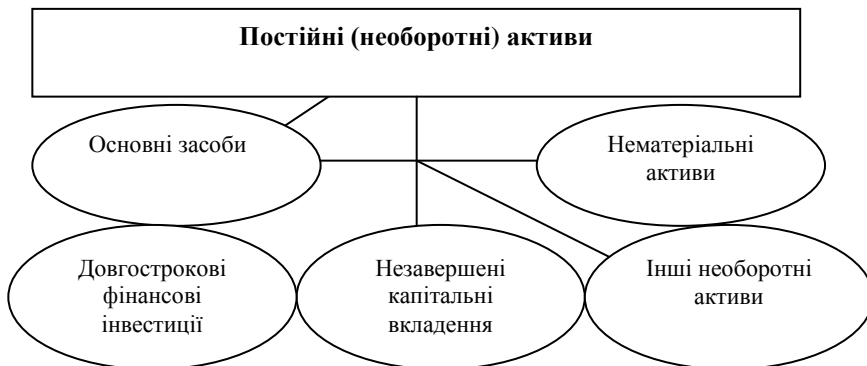 Постійні (необоротні) активи
Основні засоби
Нематеріальні
активи
Довгострокові
фінансові
інвестиції
Незавершені
капітальні
вкладення
Інші необоротні
активи